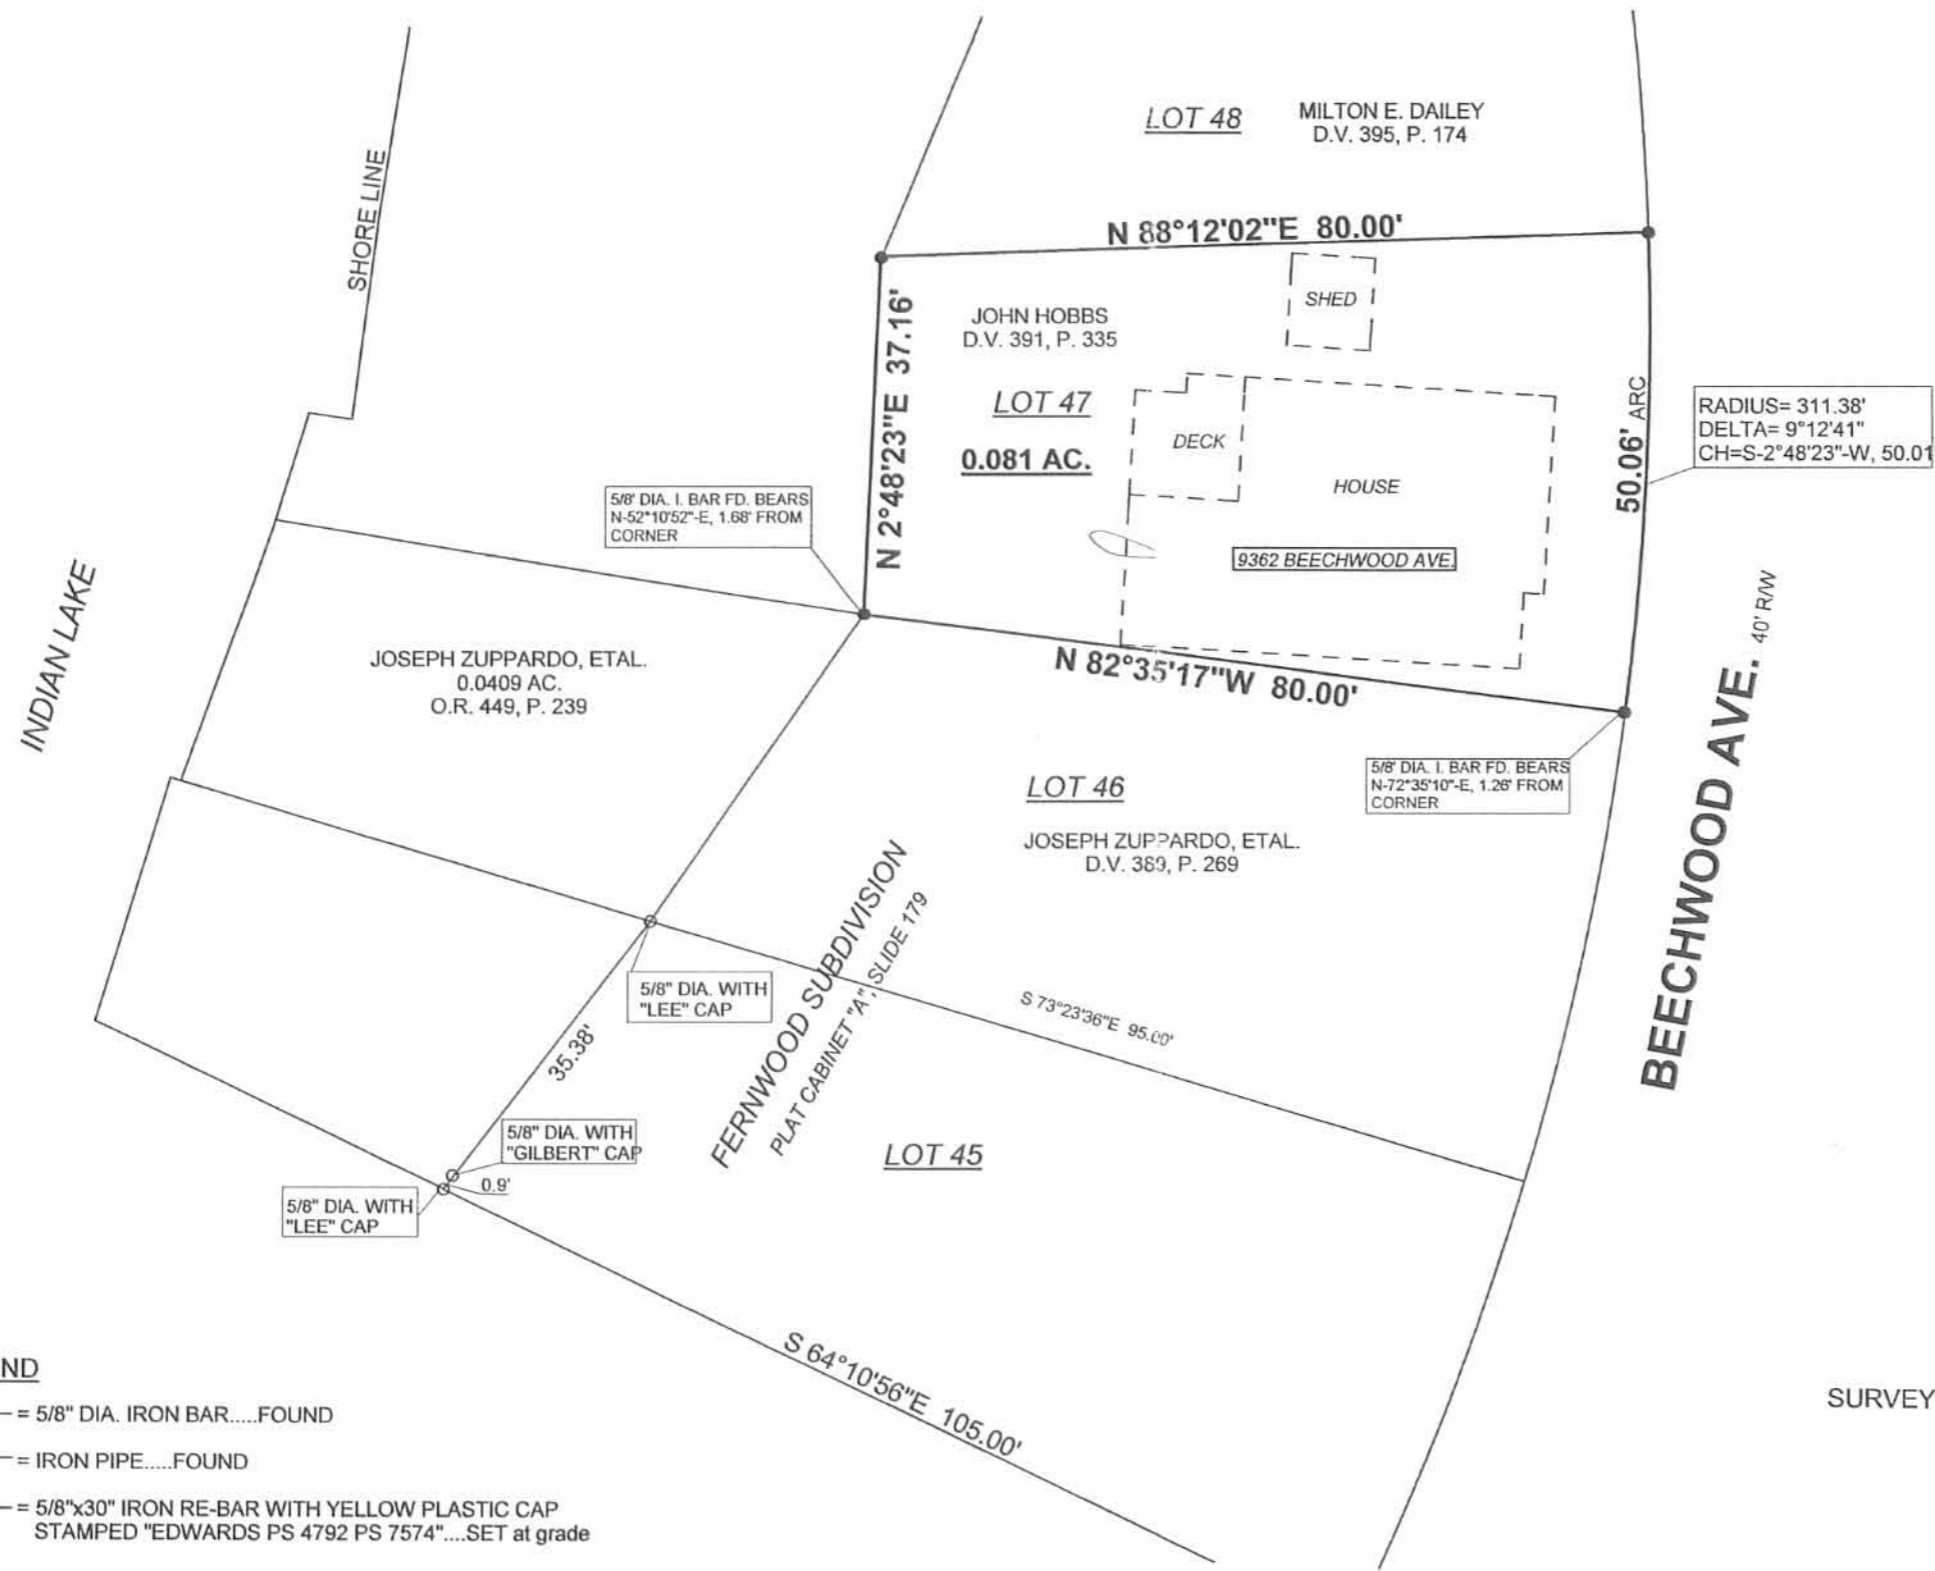 LOT 48
MILTON E. DAILEY
D.V. 395, P. 174
SHORE LINE
N 88°12'02"E 80.00'
SHED
JOHN HOBBS
D.V. 391, P. 335
N 2°48'23"E 37.16'
LOT 47
0.081 AC.
DECK
HOUSE
9362 BEECHWOOD AVE.
50.06' ARC
RADIUS= 311.38'
DELTA= 9°12'41"
CH=S-2°48'23"-W, 50.01
5/8' DIA. I. BAR FD. BEARS
N-52°10'52"-E, 1.68' FROM
CORNER
INDIAN LAKE
JOSEPH ZUPPARDO, ETAL.
0.0409 AC.
O.R. 449, P. 239
N 82°35'17"W 80.00'
BEECHWOOD AVE. 40' R/W
5/8' DIA. I. BAR FD. BEARS
N-72°35'10"-E, 1.26' FROM
CORNER
LOT 46
JOSEPH ZUPPARDO, ETAL.
D.V. 389, P. 269
FERNWOOD SUBDIVISION
PLAT CABINET "A", SLIDE 179
5/8" DIA. WITH
"LEE" CAP
S 73°23'36"E 95.00'
35.38'
5/8" DIA. WITH
"GILBERT" CAP
0.9'
5/8" DIA. WITH
"LEE" CAP
LOT 45
S 64°10'56"E 105.00'
ND
= 5/8" DIA. IRON BAR.....FOUND
= IRON PIPE.....FOUND
= 5/8"x30" IRON RE-BAR WITH YELLOW PLASTIC CAP
STAMPED "EDWARDS PS 4792 PS 7574"....SET at grade
SURVEY